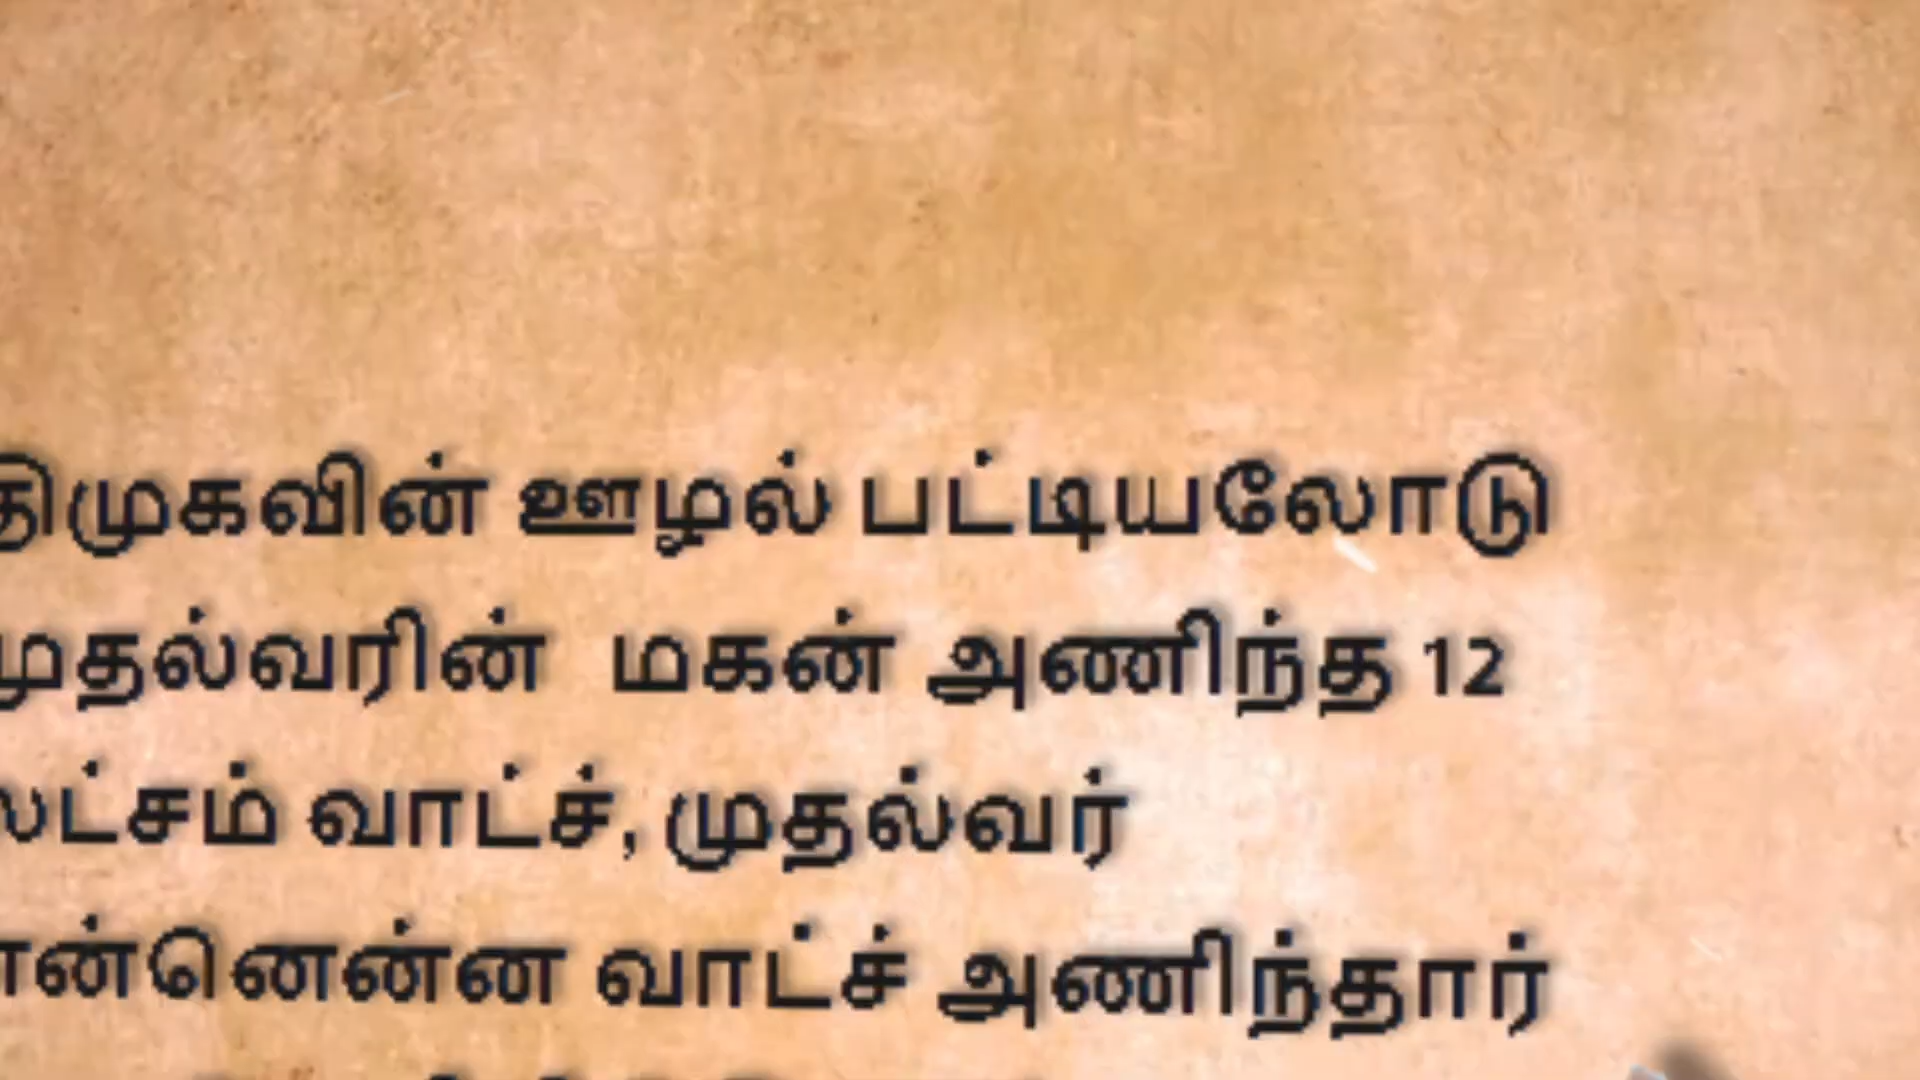 திமுகவின் ஊழல் பட்டியலோடு
முதல்வரின் மகன் அணிந்த 12
லட்சம் வாட்ச், முதல்வர்
என்னென்ன வாட்ச் அணிந்தார்